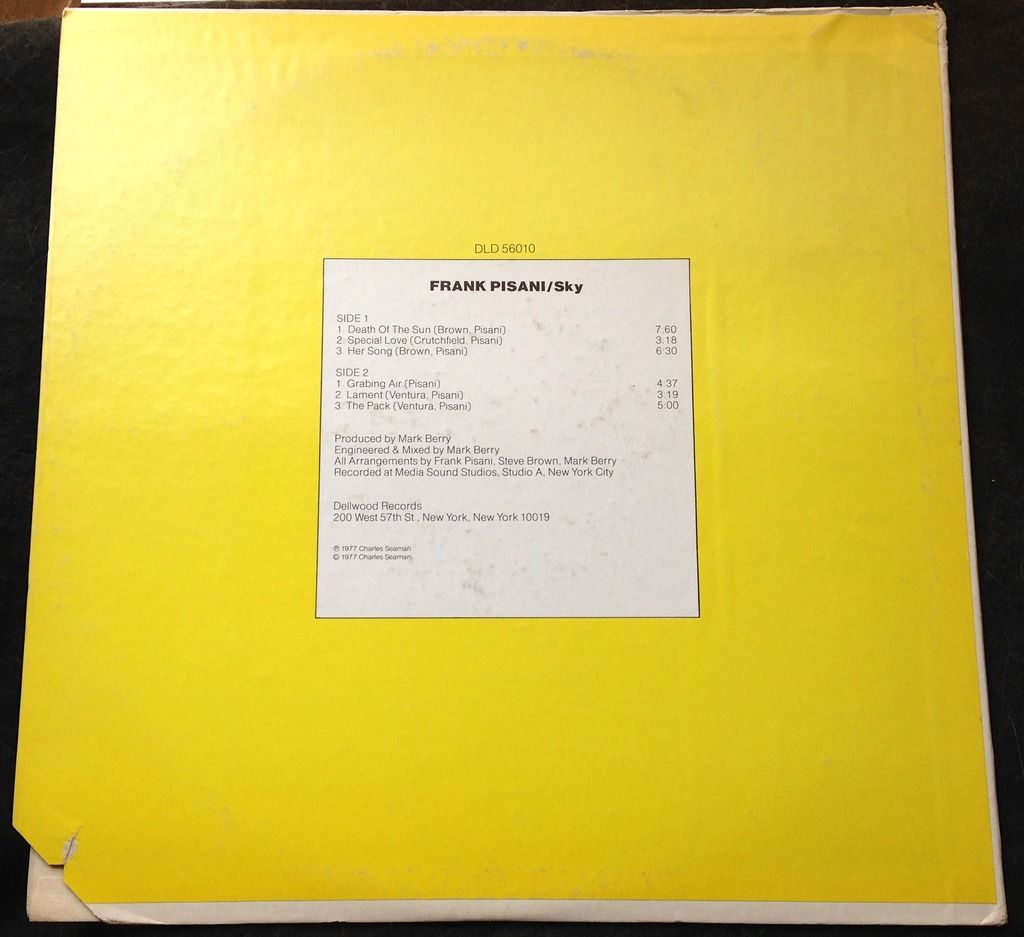 DLD 56010
FRANK PISANI/Sky
SIDE 1
1. Death Of The Sun (Brown, Pisani) 7:60
2. Special Love (Crutchfield, Pisani) 3:18
3. Her Song (Brown, Pisani) 6:30
SIDE 2
1. Grabing Air (Pisani) 4:37
2. Lament (Ventura, Pisani) 3:19
3. The Pack (Ventura, Pisani) 5:00
Produced by Mark Berry
Engineered & Mixed by Mark Berry
All Arrangements by Frank Pisani, Steve Brown, Mark Berry
Recorded at Media Sound Studios, Studio A, New York City
Dellwood Records
200 West 57th St., New York, New York 10019
℗ 1977 Charles Seaman
© 1977 Charles Seaman